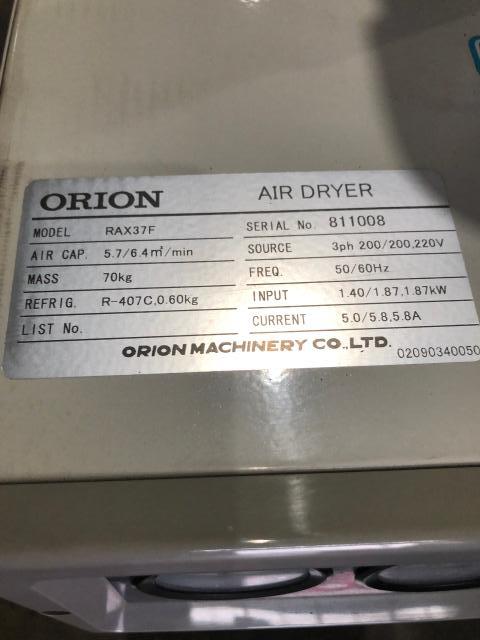 ORION AIR DRYER
MODEL RAX37F
AIR CAP. 5.7/6.4㎥/min
MASS 70kg
REFRIG. R-407C,0.60kg
LIST No.
SERIAL No. 811008
SOURCE 3ph 200/200,220V
FREQ. 50/60Hz
INPUT 1.40/1.87,1.87kW
CURRENT 5.0/5.8,5.8A
ORION MACHINERY CO.,LTD.
02090340050